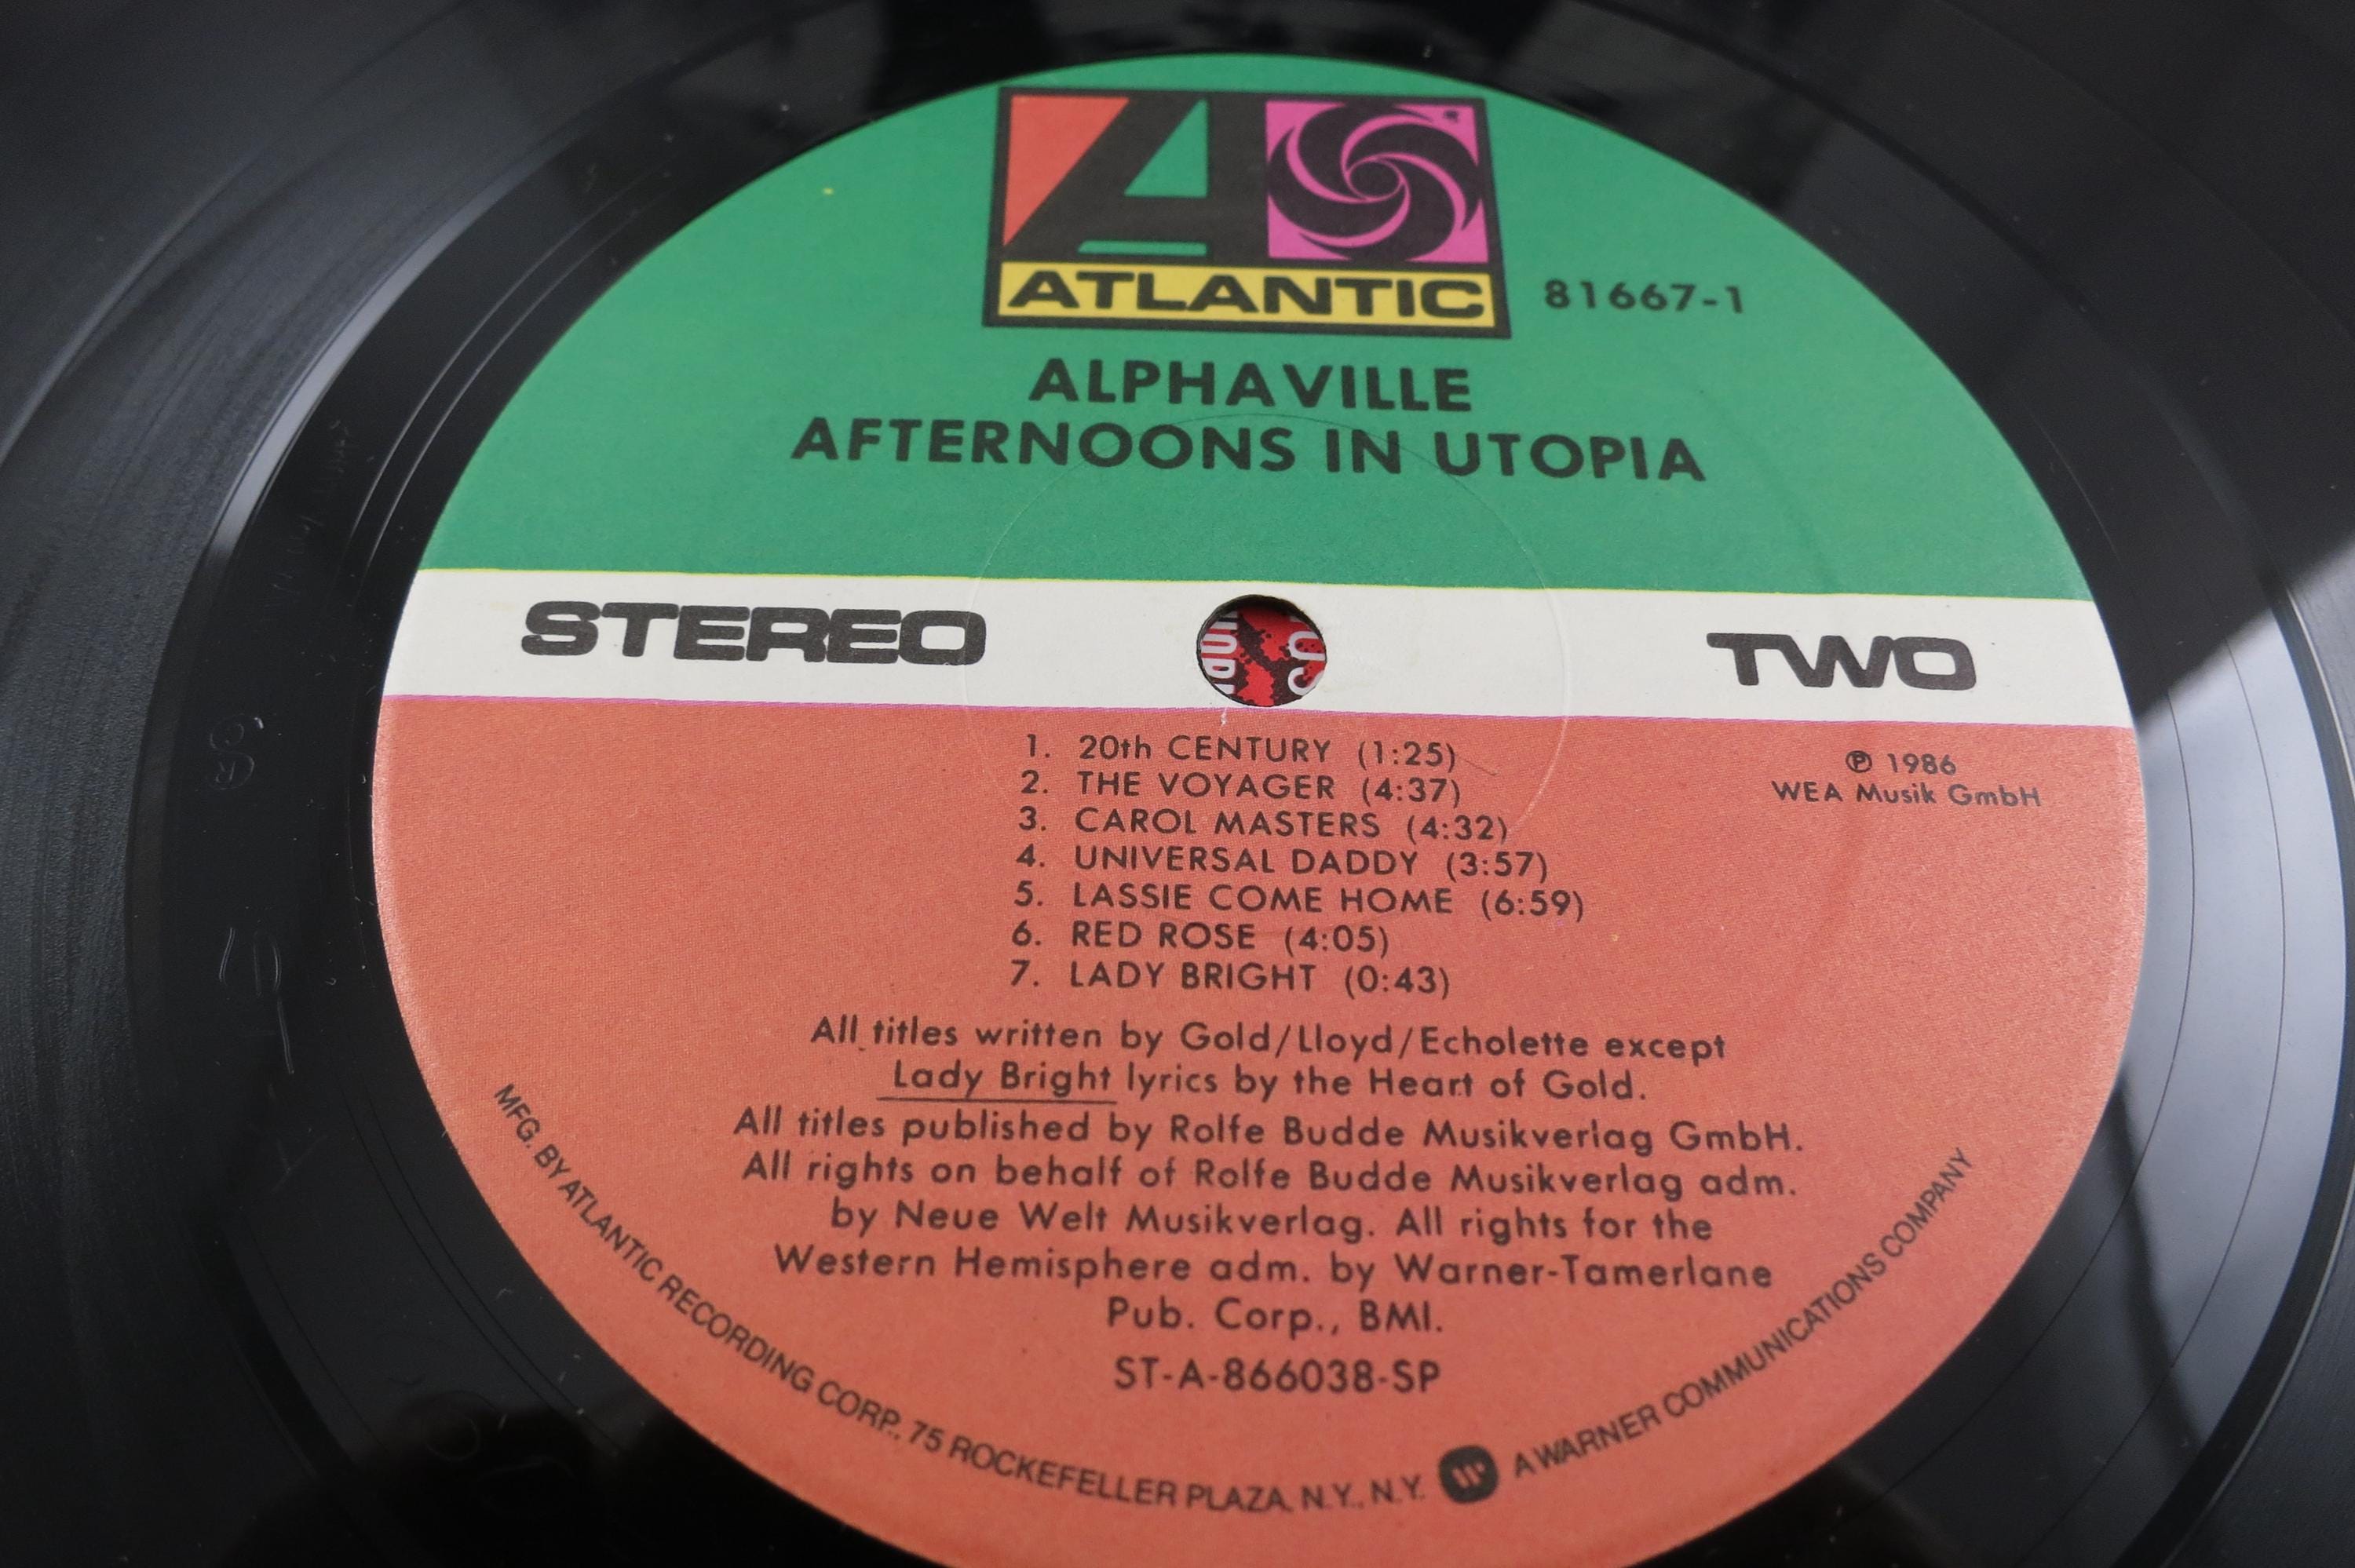 ATLANTIC
81667-1
ALPHAVILLE
AFTERNOONS IN UTOPIA
STEREO
TWO
1. 20th CENTURY (1:25)
2. THE VOYAGER (4:37)
3. CAROL MASTERS (4:32)
4. UNIVERSAL DADDY (3:57)
5. LASSIE COME HOME (6:59)
6. RED ROSE (4:05)
7. LADY BRIGHT (0:43)
℗ 1986
WEA Musik GmbH
All titles written by Gold/Lloyd/Echolette except
Lady Bright lyrics by the Heart of Gold.
All titles published by Rolfe Budde Musikverlag GmbH.
All rights on behalf of Rolfe Budde Musikverlag adm.
by Neue Welt Musikverlag. All rights for the
Western Hemisphere adm. by Warner-Tamerlane
Pub. Corp., BMI.
ST-A-866038-SP
MFG. BY ATLANTIC RECORDING CORP., 75 ROCKEFELLER PLAZA, N.Y., N.Y. A WARNER COMMUNICATIONS COMPANY